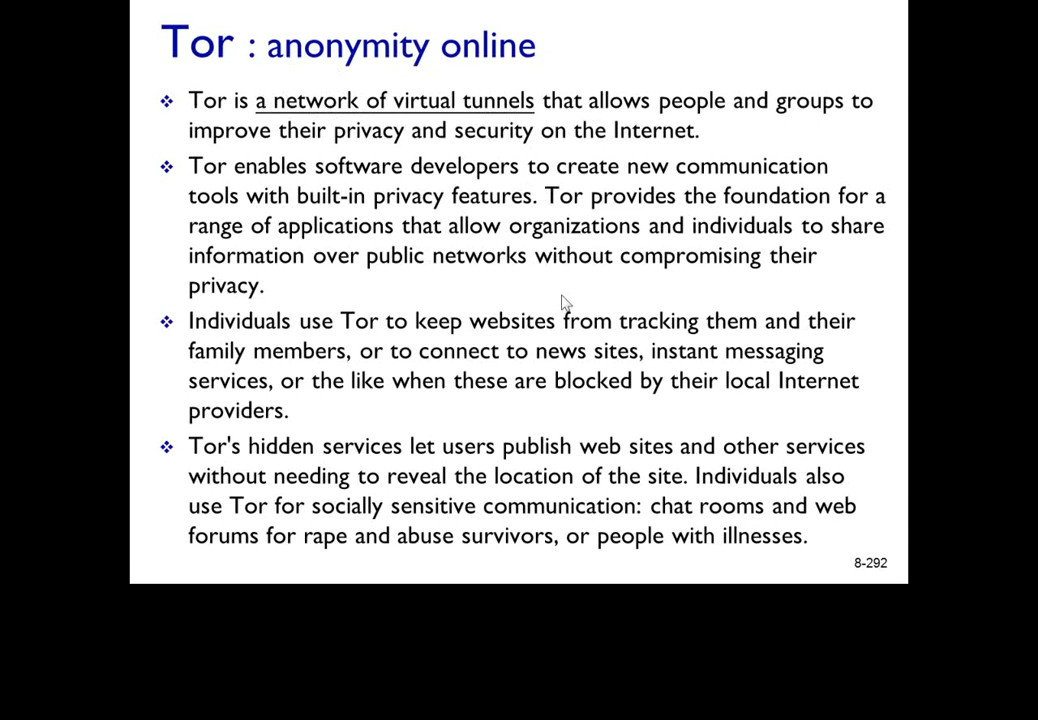 Tor : anonymity online
❖ Tor is a network of virtual tunnels that allows people and groups to
improve their privacy and security on the Internet.
❖ Tor enables software developers to create new communication
tools with built-in privacy features. Tor provides the foundation for a
range of applications that allow organizations and individuals to share
information over public networks without compromising their
privacy.
❖ Individuals use Tor to keep websites from tracking them and their
family members, or to connect to news sites, instant messaging
services, or the like when these are blocked by their local Internet
providers.
❖ Tor's hidden services let users publish web sites and other services
without needing to reveal the location of the site. Individuals also
use Tor for socially sensitive communication: chat rooms and web
forums for rape and abuse survivors, or people with illnesses.
8-292